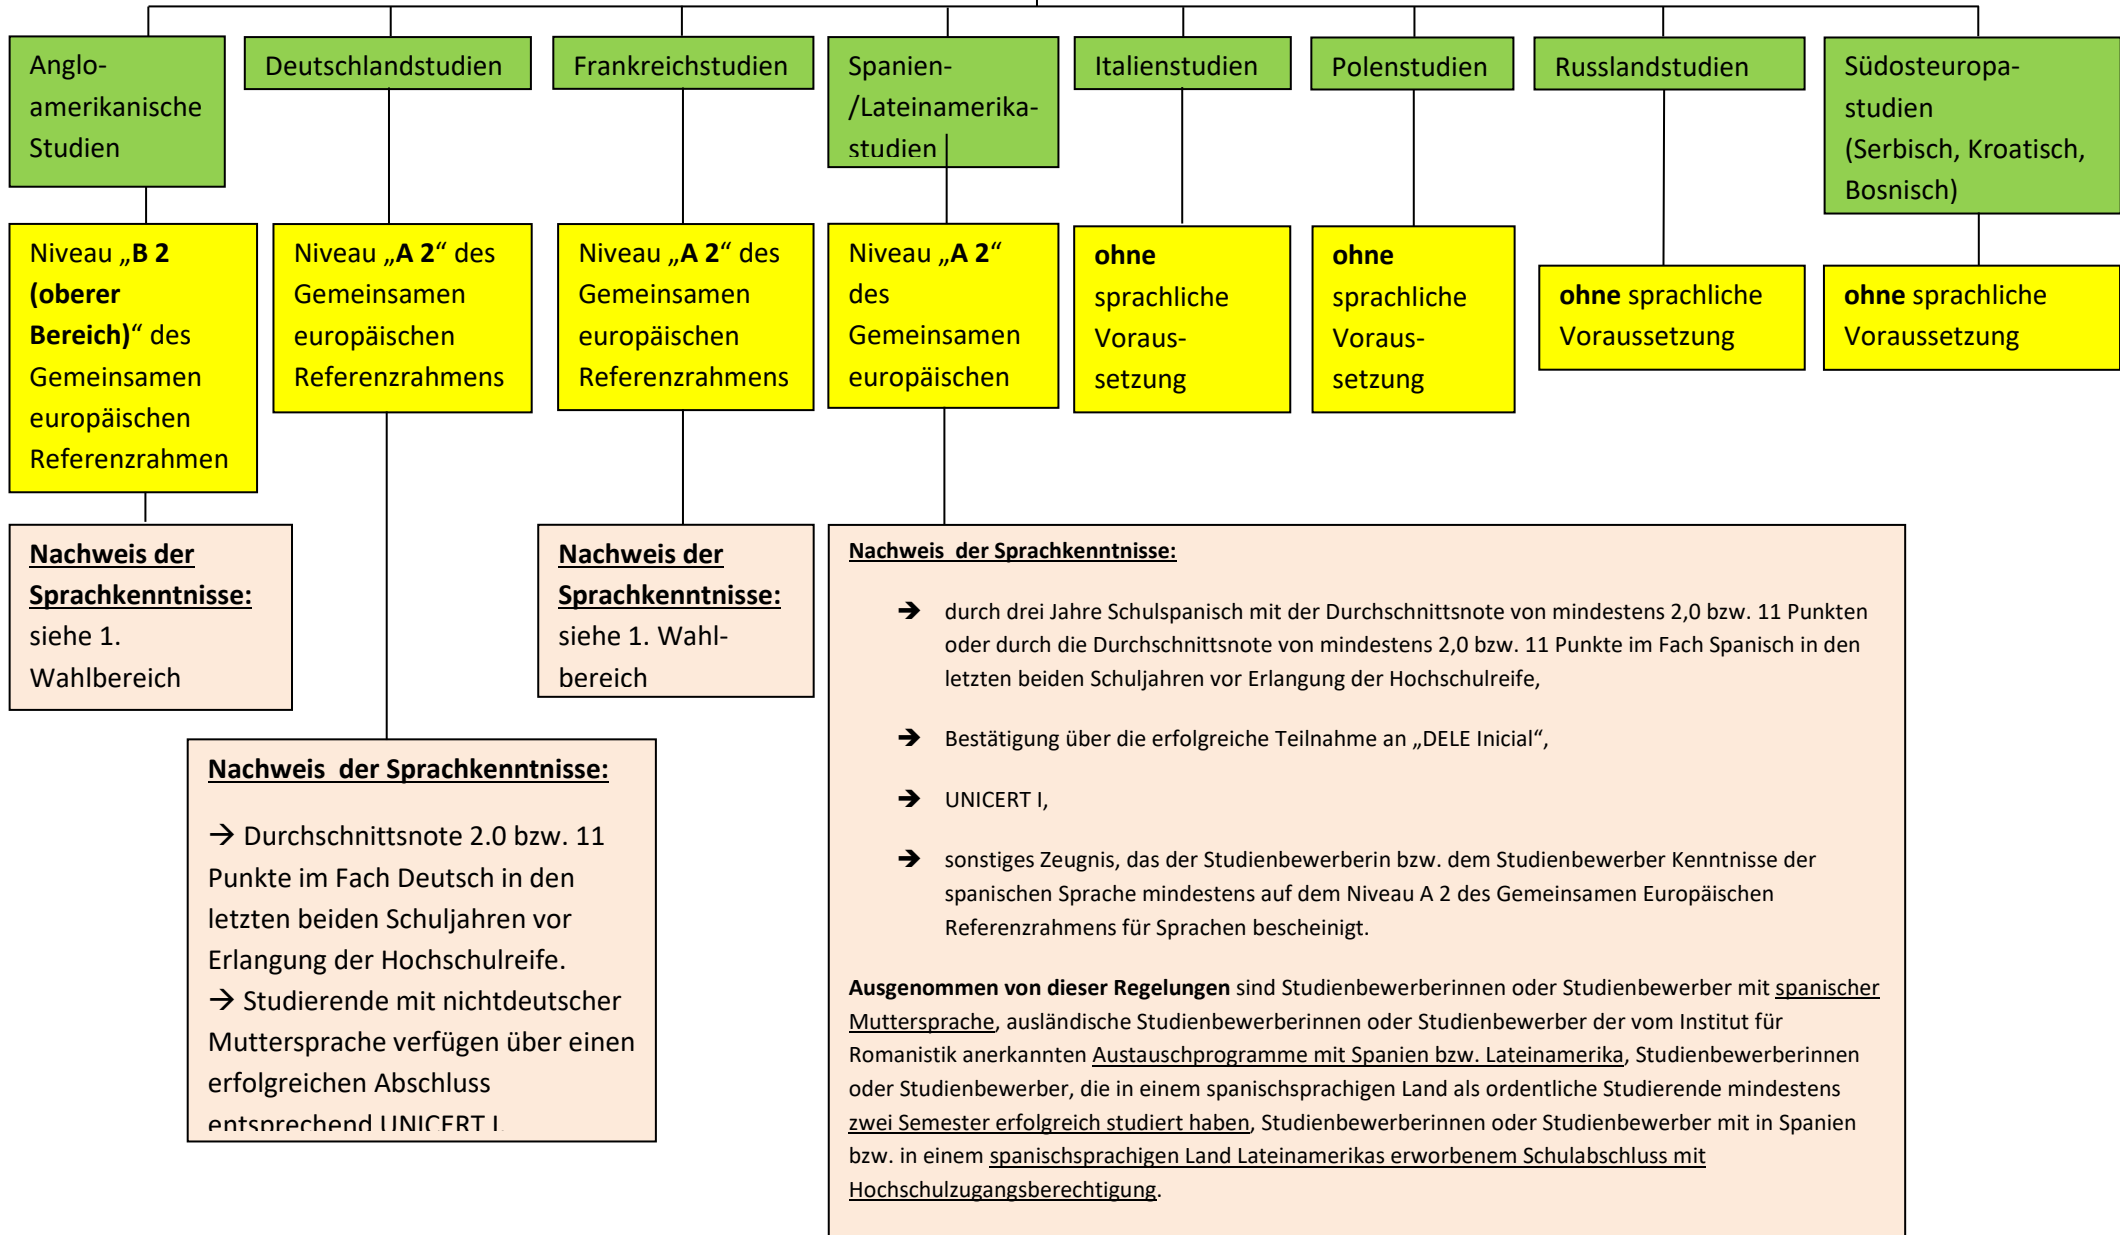 Anglo-
amerikanische
Studien
Deutschlandstudien
Frankreichstudien
Spanien-
/Lateinamerika-
studien
Italienstudien
Polenstudien
Russlandstudien
Südosteuropa-
studien
(Serbisch, Kroatisch,
Bosnisch)
Niveau „B 2
(oberer
Bereich)“ des
Gemeinsamen
europäischen
Referenzrahmen
Niveau „A 2“ des
Gemeinsamen
europäischen
Referenzrahmens
Niveau „A 2“ des
Gemeinsamen
europäischen
Referenzrahmens
Niveau „A 2“
des
Gemeinsamen
europäischen
ohne
sprachliche
Voraus-
setzung
ohne
sprachliche
Voraus-
setzung
ohne sprachliche
Voraussetzung
ohne sprachliche
Voraussetzung
Nachweis der
Sprachkenntnisse:
siehe 1.
Wahlbereich
Nachweis der Sprachkenntnisse:
→ Durchschnittsnote 2.0 bzw. 11
Punkte im Fach Deutsch in den
letzten beiden Schuljahren vor
Erlangung der Hochschulreife.
→ Studierende mit nichtdeutscher
Muttersprache verfügen über einen
erfolgreichen Abschluss
entsprechend UNICERT I.
Nachweis der
Sprachkenntnisse:
siehe 1. Wahl-
bereich
Nachweis der Sprachkenntnisse:
➔ durch drei Jahre Schulspanisch mit der Durchschnittsnote von mindestens 2,0 bzw. 11 Punkten
oder durch die Durchschnittsnote von mindestens 2,0 bzw. 11 Punkte im Fach Spanisch in den
letzten beiden Schuljahren vor Erlangung der Hochschulreife,
➔ Bestätigung über die erfolgreiche Teilnahme an „DELE Inicial“,
➔ UNICERT I,
➔ sonstiges Zeugnis, das der Studienbewerberin bzw. dem Studienbewerber Kenntnisse der
spanischen Sprache mindestens auf dem Niveau A 2 des Gemeinsamen Europäischen
Referenzrahmens für Sprachen bescheinigt.
Ausgenommen von dieser Regelungen sind Studienbewerberinnen oder Studienbewerber mit spanischer
Muttersprache, ausländische Studienbewerberinnen oder Studienbewerber der vom Institut für
Romanistik anerkannten Austauschprogramme mit Spanien bzw. Lateinamerika, Studienbewerberinnen
oder Studienbewerber, die in einem spanischsprachigen Land als ordentliche Studierende mindestens
zwei Semester erfolgreich studiert haben, Studienbewerberinnen oder Studienbewerber mit in Spanien
bzw. in einem spanischsprachigen Land Lateinamerikas erworbenem Schulabschluss mit
Hochschulzugangsberechtigung.